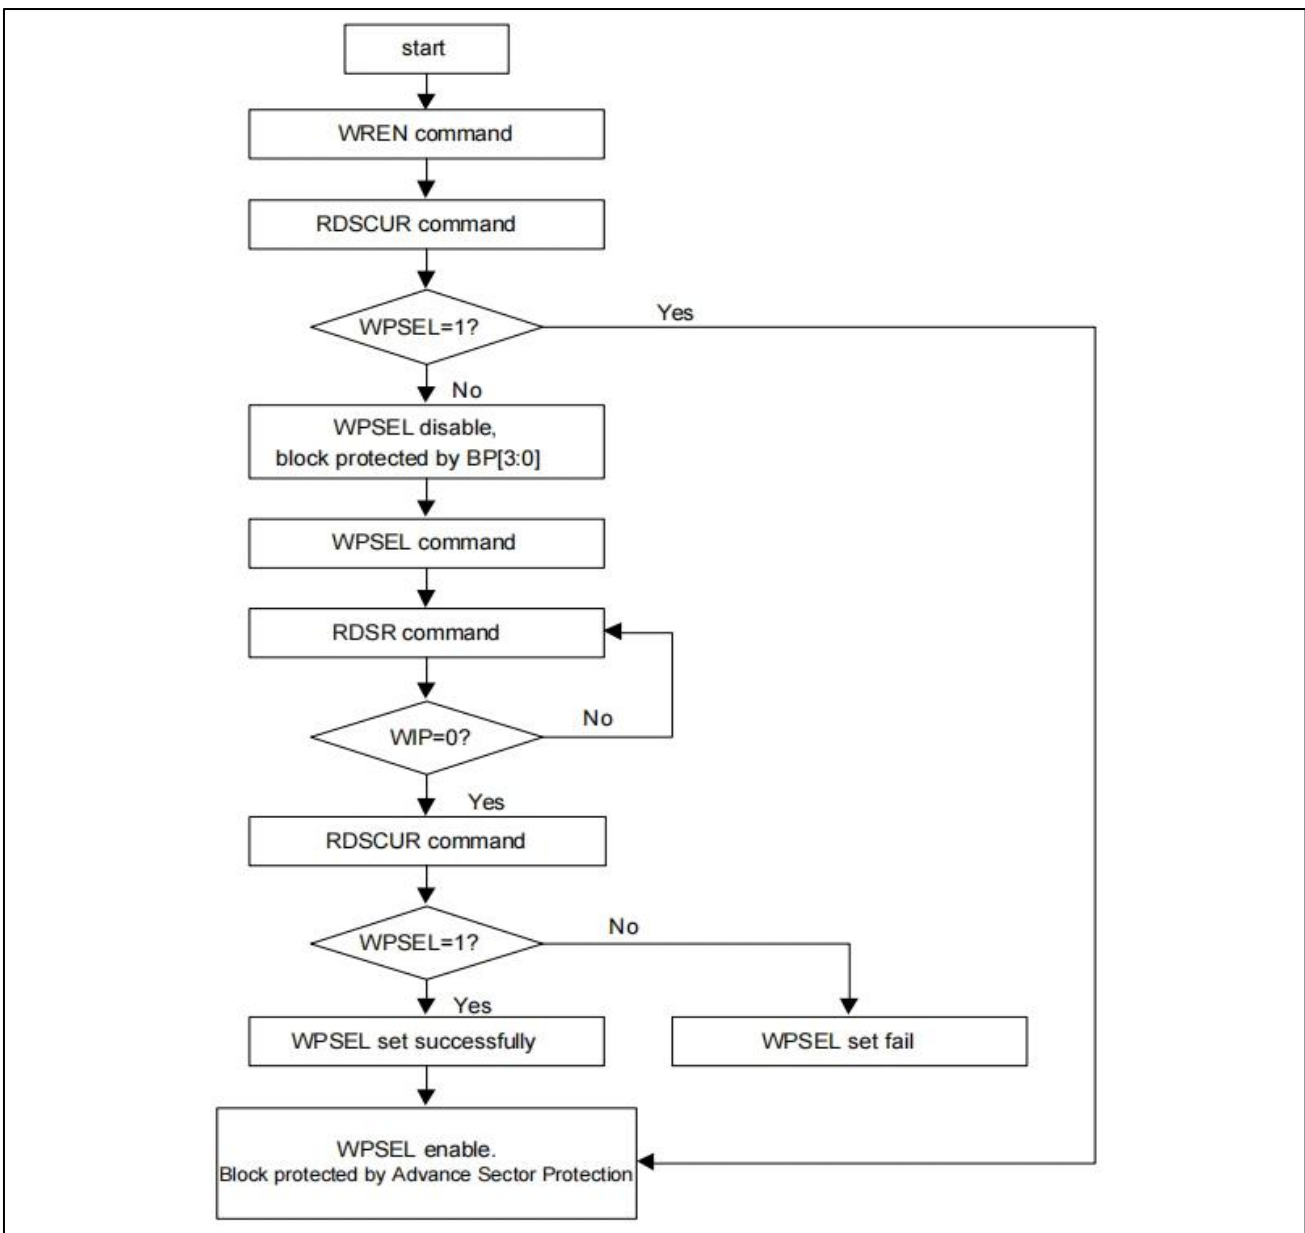 start
WREN command
RDSCUR command
WPSEL=1?
Yes
No
WPSEL disable,
block protected by BP[3:0]
WPSEL command
RDSR command
WIP=0?
No
Yes
RDSCUR command
WPSEL=1?
No
Yes
WPSEL set successfully
WPSEL set fail
WPSEL enable.
Block protected by Advance Sector Protection